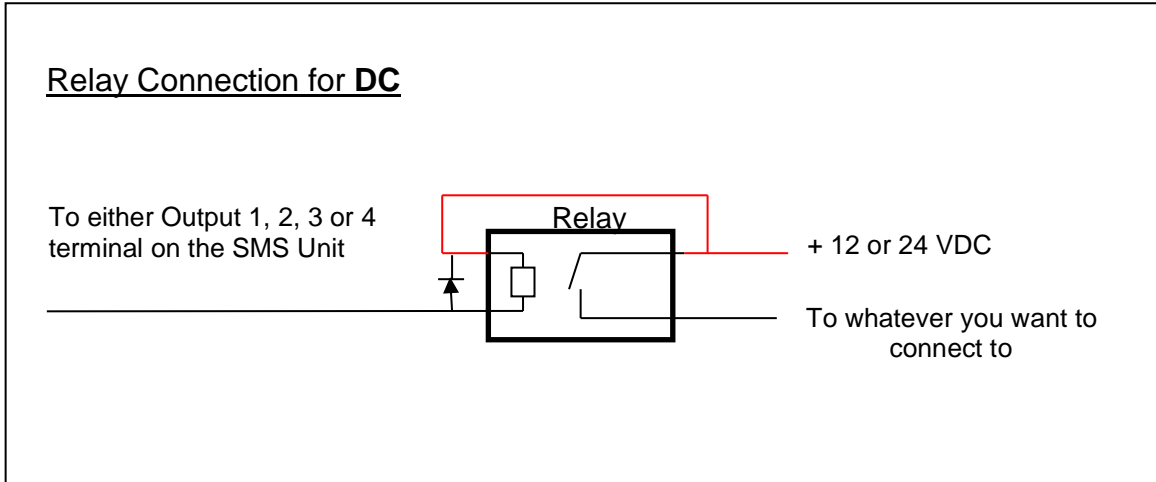 Relay Connection for DC
To either Output 1, 2, 3 or 4
terminal on the SMS Unit
Relay
+ 12 or 24 VDC
To whatever you want to
connect to